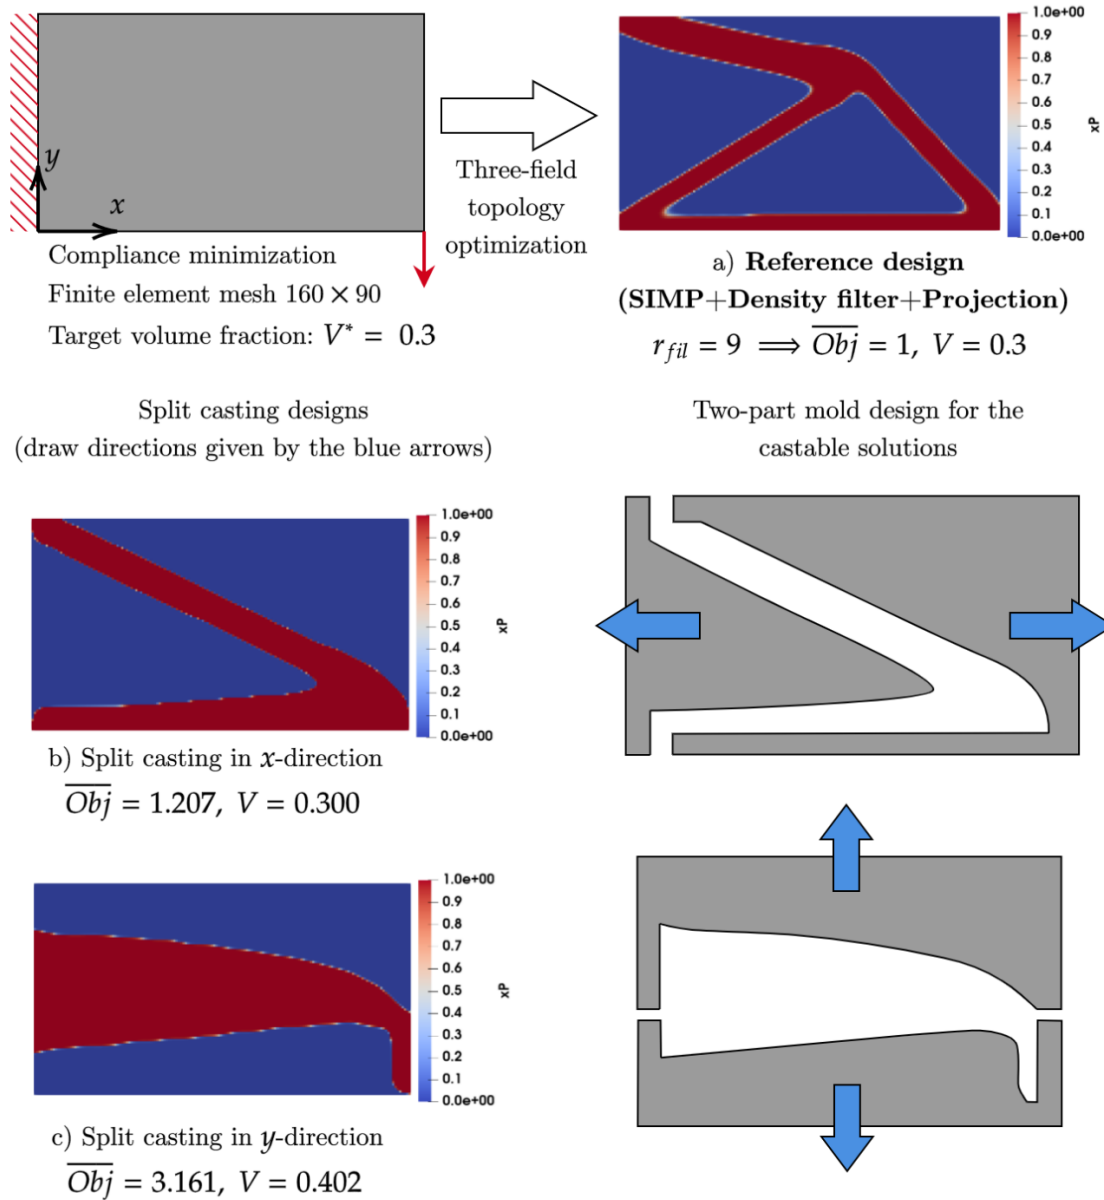 y
x
Compliance minimization
Finite element mesh 160 × 90
Target volume fraction: V* = 0.3
Three-field
topology
optimization
1.0e+00
0.9
0.8
0.7
0.6
0.5
0.4
0.3
0.2
0.1
0.0e+00
xP
a) Reference design
(SIMP+Density filter+Projection)
r_fil = 9 ⟹ \overline{Obj} = 1, V = 0.3
Split casting designs
(draw directions given by the blue arrows)
Two-part mold design for the
castable solutions
1.0e+00
0.9
0.8
0.7
0.6
0.5
0.4
0.3
0.2
0.1
0.0e+00
xP
b) Split casting in x-direction
\overline{Obj} = 1.207, V = 0.300
1.0e+00
0.9
0.8
0.7
0.6
0.5
0.4
0.3
0.2
0.1
0.0e+00
xP
c) Split casting in y-direction
\overline{Obj} = 3.161, V = 0.402